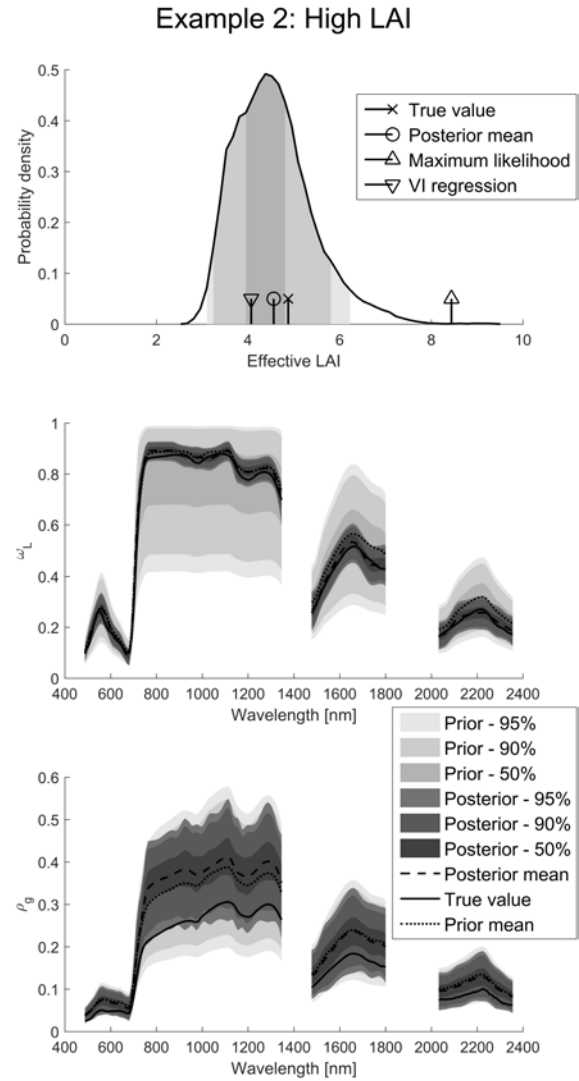 Example 2: High LAI
0.5
0.4
0.3
0.2
0.1
0
Probability density
True value
Posterior mean
Maximum likelihood
VI regression
0 2 4 6 8 10
Effective LAI
1
0.8
0.6
0.4
0.2
0
ω_L
400 600 800 1000 1200 1400 1600 1800 2000 2200 2400
Wavelength [nm]
Prior - 95%
Prior - 90%
Prior - 50%
Posterior - 95%
Posterior - 90%
Posterior - 50%
Posterior mean
True value
Prior mean
0.6
0.5
0.4
0.3
0.2
0.1
0
ρ_g
400 600 800 1000 1200 1400 1600 1800 2000 2200 2400
Wavelength [nm]